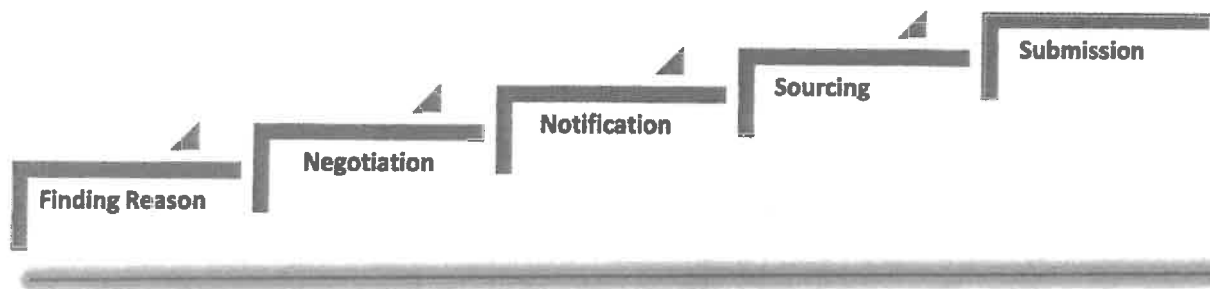 Finding Reason
Negotiation
Notification
Sourcing
Submission